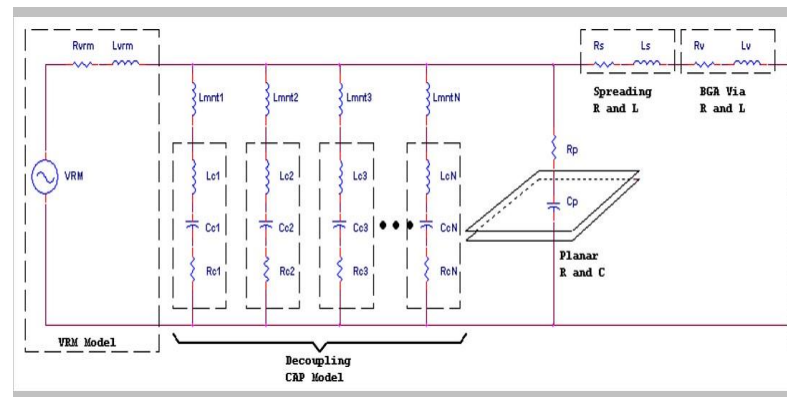 Rvrm Lvrm
Rs Ls Rv Lv
Lmnt1 Lmnt2 Lmnt3 LmntN
Spreading
R and L
BGA Via
R and L
Rp
VRM
Lc1 Lc2 Lc3 LcN
Cc1 Cc2 Cc3 CcN
Cp
Rc1 Rc2 Rc3 RcN
Planar
R and C
VRM Model
Decoupling
CAP Model